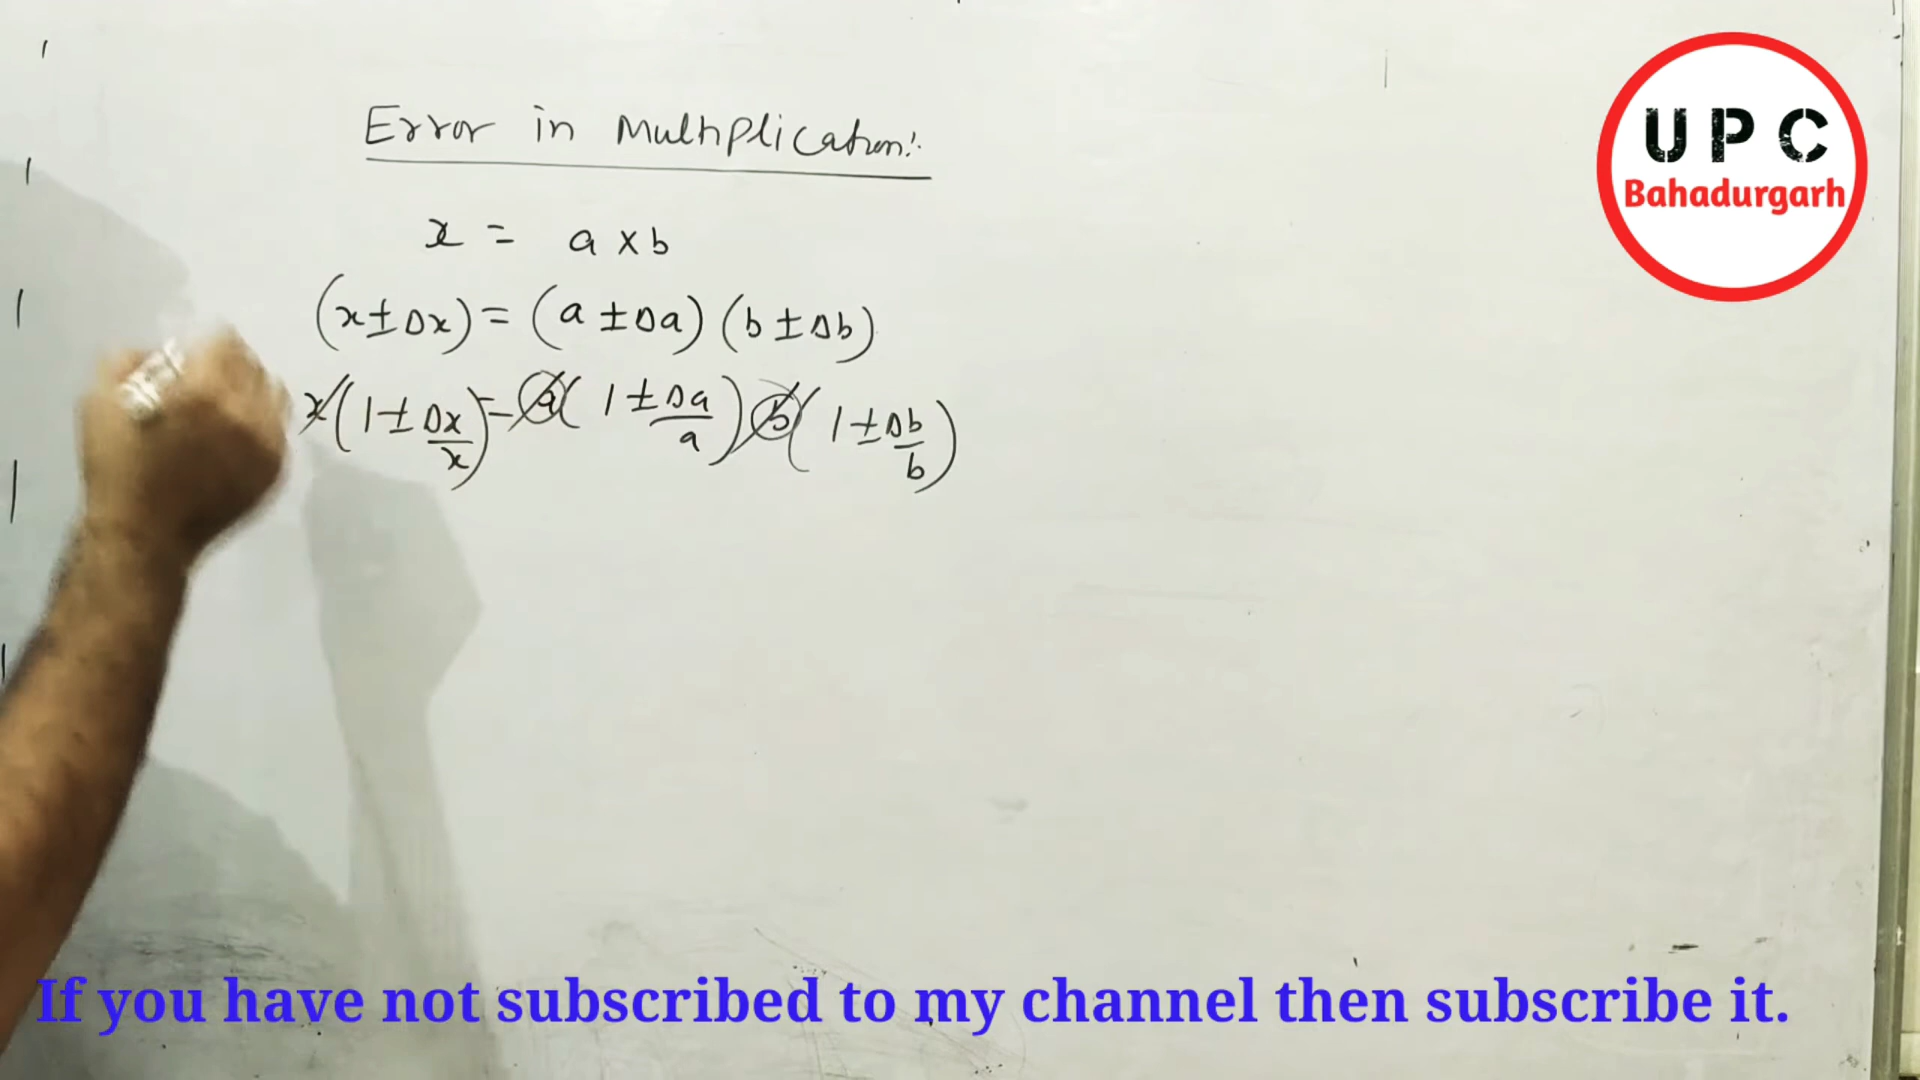 Error in Multiplication:
x = a × b
(x ± Δx) = (a ± Δa) (b ± Δb)
x(1 ± Δx/x) = a(1 ± Δa/a) b(1 ± Δb/b)
U P C
Bahadurgarh
If you have not subscribed to my channel then subscribe it.